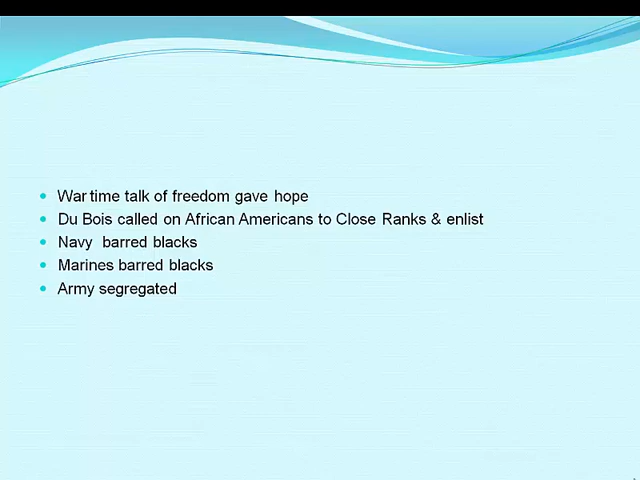 War time talk of freedom gave hope
Du Bois called on African Americans to Close Ranks & enlist
Navy barred blacks
Marines barred blacks
Army segregated